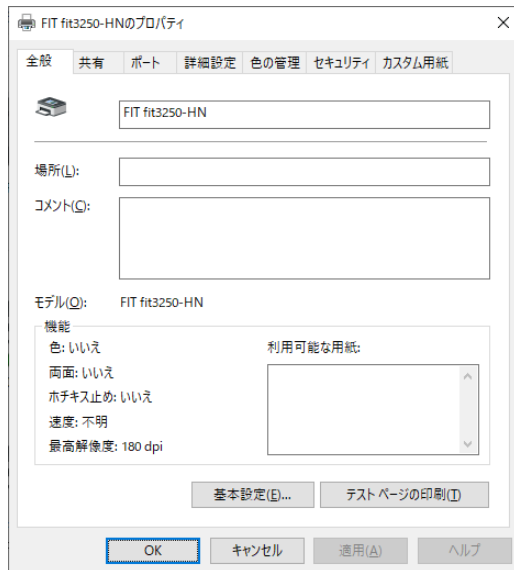 FIT fit3250-HNのプロパティ
全般 共有 ポート 詳細設定 色の管理 セキュリティ カスタム用紙
FIT fit3250-HN
場所(L):
コメント(C):
モデル(O): FIT fit3250-HN
機能
色: いいえ
両面: いいえ
ホチキス止め: いいえ
速度: 不明
最高解像度: 180 dpi
利用可能な用紙:
基本設定(E)... テスト ページの印刷(T)
OK キャンセル 適用(A) ヘルプ